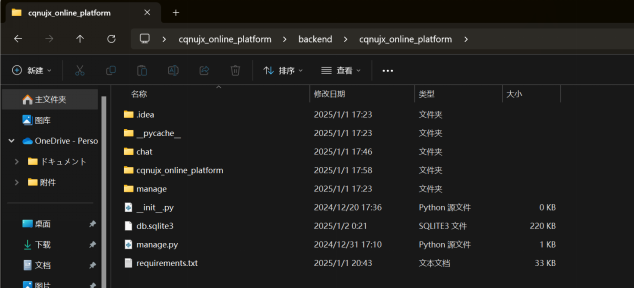 cqnujx_online_platform
cqnujx_online_platform > backend > cqnujx_online_platform >
新建 排序 查看 •••
名称 修改日期 类型 大小
主文件夹
图库
OneDrive - Perso
ドキュメント
附件
桌面
下载
文档
图片
.idea 2025/1/1 17:23 文件夹
__pycache__ 2025/1/1 17:23 文件夹
chat 2025/1/1 17:46 文件夹
cqnujx_online_platform 2025/1/1 17:58 文件夹
manage 2025/1/1 17:23 文件夹
__init__.py 2024/12/20 17:36 Python 源文件 0 KB
db.sqlite3 2025/1/2 0:21 SQLITE3 文件 220 KB
manage.py 2024/12/31 17:10 Python 源文件 1 KB
requirements.txt 2025/1/1 20:43 文本文档 33 KB